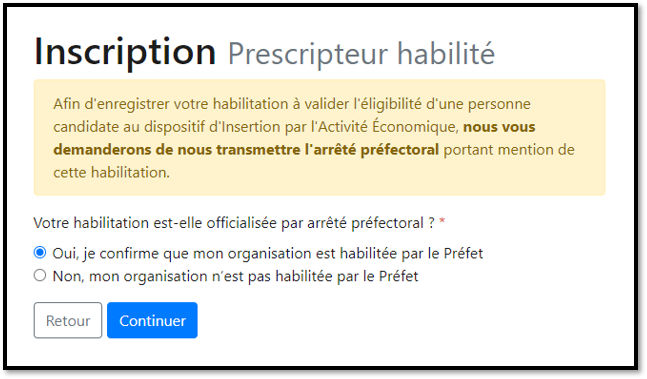 Inscription Prescripteur habilité
Afin d'enregistrer votre habilitation à valider l'éligibilité d'une personne
candidate au dispositif d'Insertion par l'Activité Économique, nous vous
demanderons de nous transmettre l'arrêté préfectoral portant mention de
cette habilitation.
Votre habilitation est-elle officialisée par arrêté préfectoral ? *
Oui, je confirme que mon organisation est habilitée par le Préfet
Non, mon organisation n’est pas habilitée par le Préfet
Retour Continuer